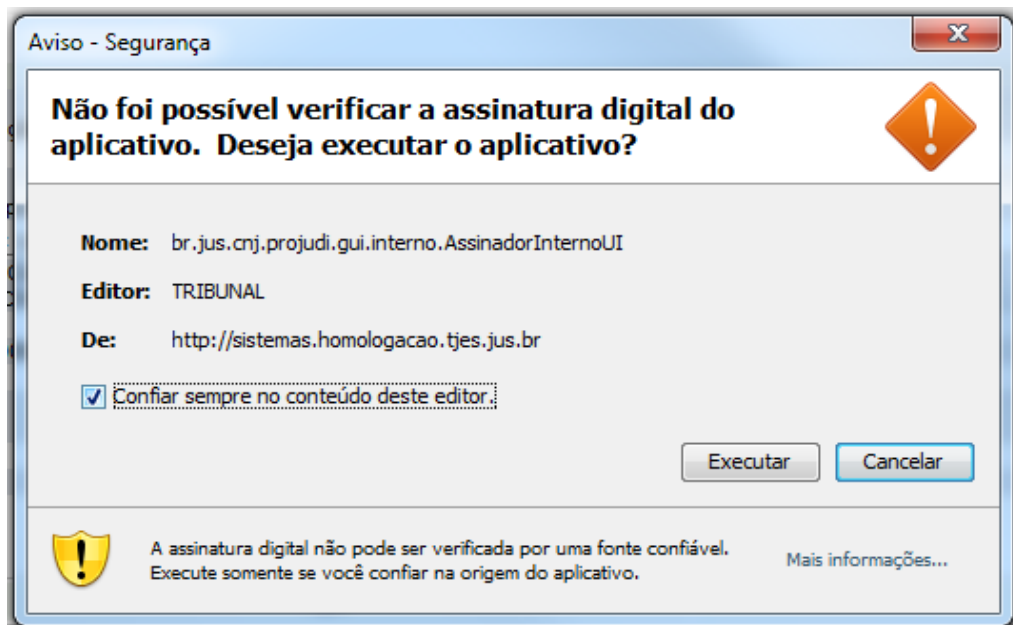 Aviso - Segurança
Não foi possível verificar a assinatura digital do
aplicativo. Deseja executar o aplicativo?
Nome: br.jus.cnj.projudi.gui.interno.AssinadorInternoUI
Editor: TRIBUNAL
De: http://sistemas.homologacao.tjes.jus.br
Confiar sempre no conteúdo deste editor.
Executar Cancelar
A assinatura digital não pode ser verificada por uma fonte confiável.
Execute somente se você confiar na origem do aplicativo.
Mais informações...